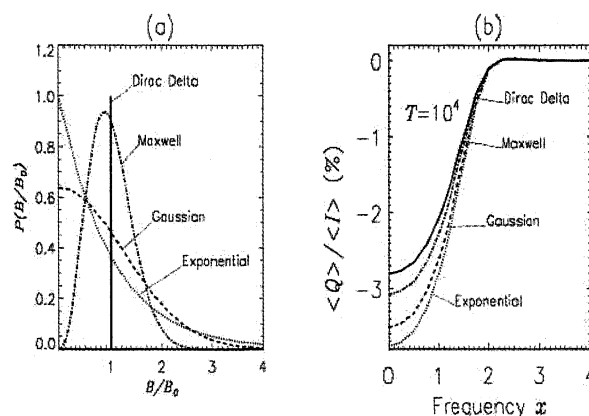 (a)
1.2
1.0
0.8
0.6
0.4
0.2
0.0
P(B/B₀)
Dirac Delta
Maxwell
Gaussian
Exponential
0 1 2 3 4
B/B₀
(b)
0
-1
-2
-3
<Q>/<I> (%)
T=10⁴
Dirac Delta
Maxwell
Gaussian
Exponential
0 1 2 3 4
Frequency x